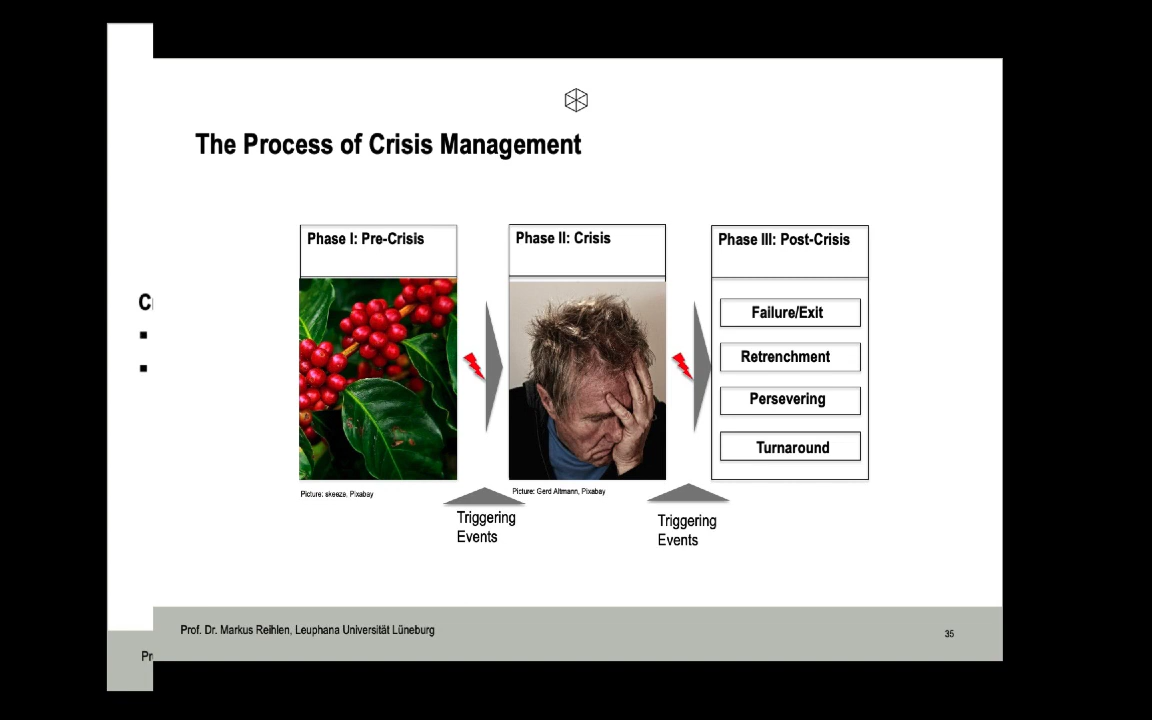 The Process of Crisis Management
Phase I: Pre-Crisis
Phase II: Crisis
Phase III: Post-Crisis
Failure/Exit
Retrenchment
Persevering
Turnaround
Picture: skeeze, Pixabay
Picture: Gerd Altmann, Pixabay
Triggering
Events
Triggering
Events
Prof. Dr. Markus Reihlen, Leuphana Universität Lüneburg
35